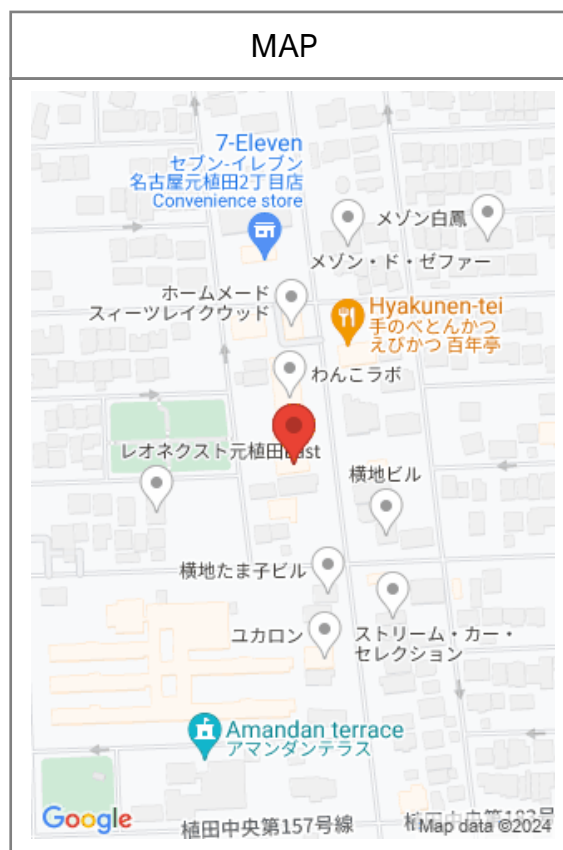 MAP
7-Eleven
セブン-イレブン
名古屋元植田2丁目店
Convenience store
メゾン白鳳
メゾン・ド・ゼファー
ホームメード
スィーツレイクウッド
Hyakunen-tei
手のべとんかつ
えびかつ 百年亭
わんこラボ
レオネクスト元植田East
横地ビル
横地たま子ビル
ユカロン
ストリーム・カー・
セレクション
Amandan terrace
アマンダンテラス
Google
植田中央第157号線
Map data ©2024